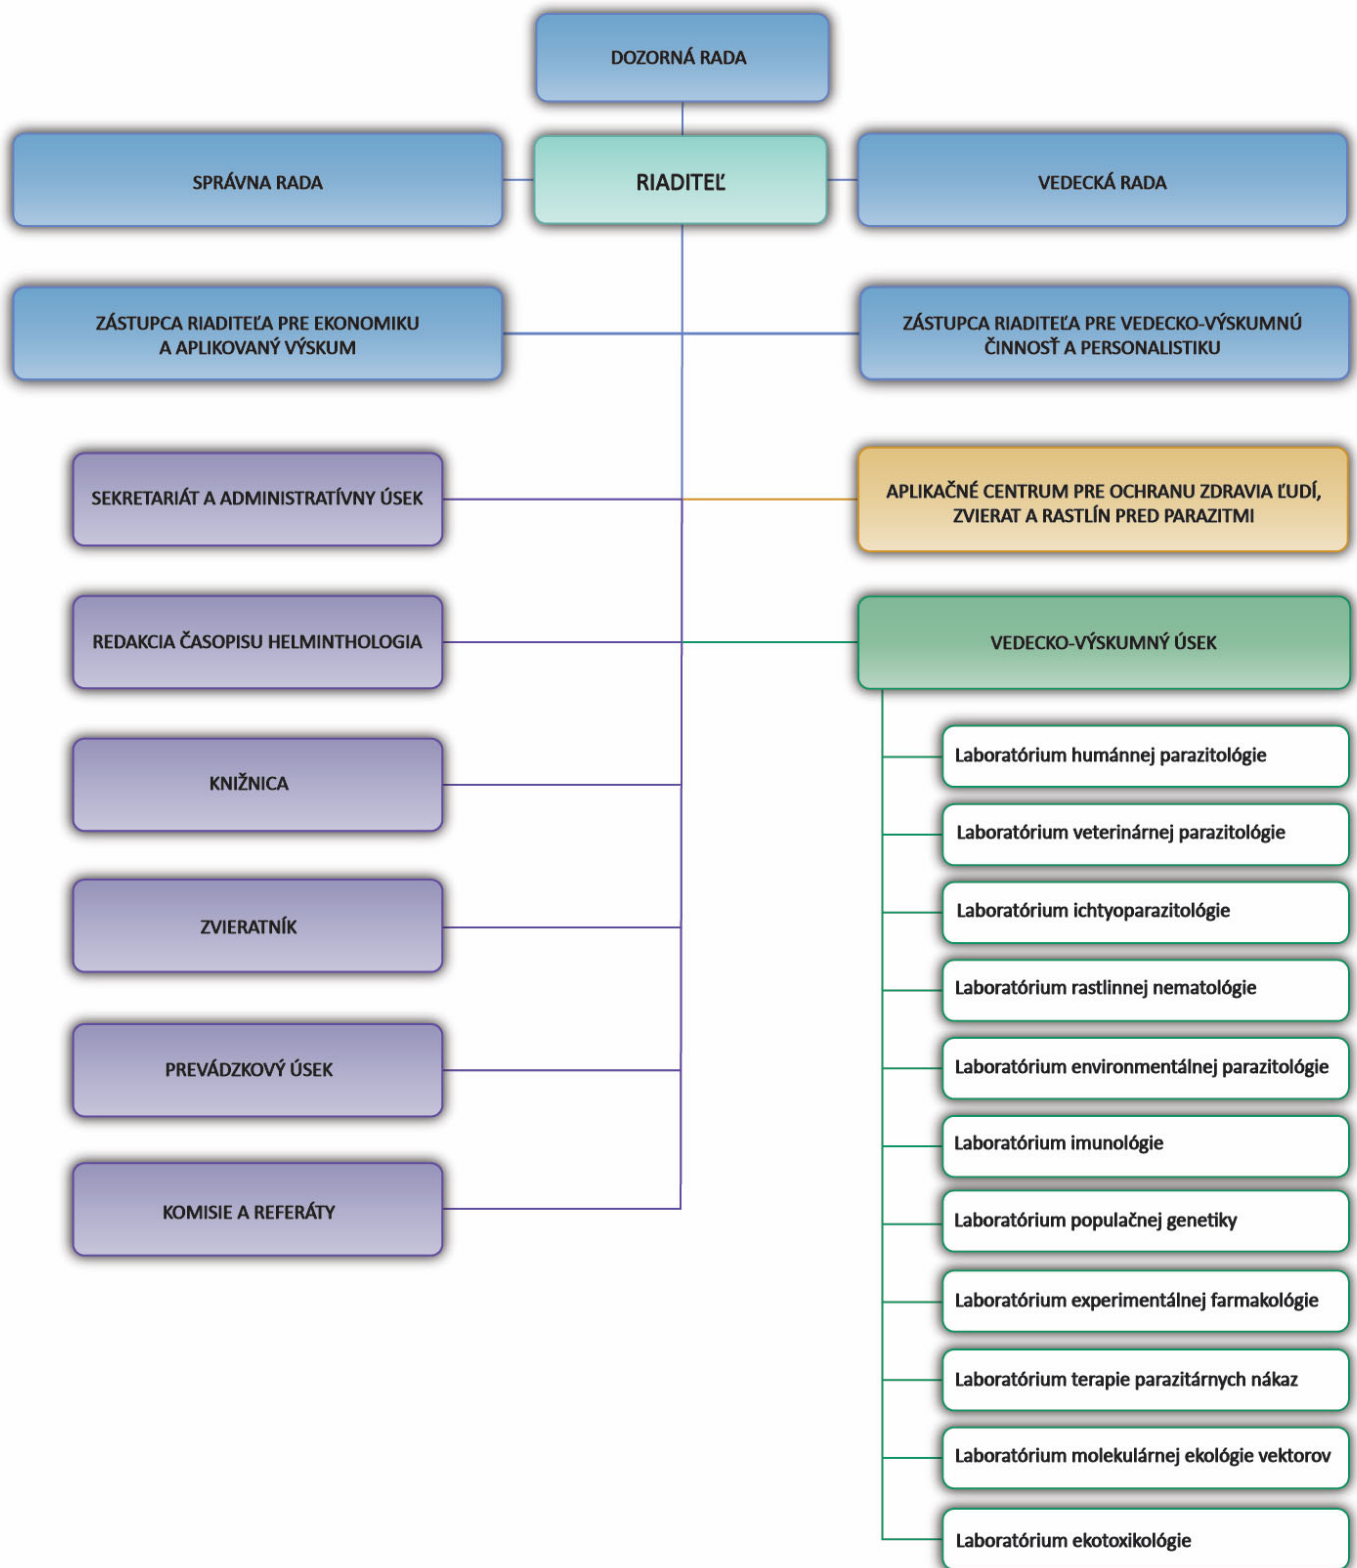 DOZORNÁ RADA
SPRÁVNA RADA
RIADITEĽ
VEDECKÁ RADA
ZÁSTUPCA RIADITEĽA PRE EKONOMIKU
A APLIKOVANÝ VÝSKUM
ZÁSTUPCA RIADITEĽA PRE VEDECKO-VÝSKUMNÚ
ČINNOSŤ A PERSONALISTIKU
SEKRETARIÁT A ADMINISTRATÍVNY ÚSEK
APLIKAČNÉ CENTRUM PRE OCHRANU ZDRAVIA ĽUDÍ,
ZVIERAT A RASTLÍN PRED PARAZITMI
REDAKCIA ČASOPISU HELMINTHOLOGIA
VEDECKO-VÝSKUMNÝ ÚSEK
KNIŽNICA
ZVIERATNÍK
PREVÁDZKOVÝ ÚSEK
KOMISIE A REFERÁTY
Laboratórium humánnej parazitológie
Laboratórium veterinárnej parazitológie
Laboratórium ichtyoparazitológie
Laboratórium rastlinnej nematológie
Laboratórium environmentálnej parazitológie
Laboratórium imunológie
Laboratórium populačnej genetiky
Laboratórium experimentálnej farmakológie
Laboratórium terapie parazitárnych nákaz
Laboratórium molekulárnej ekológie vektorov
Laboratórium ekotoxikológie